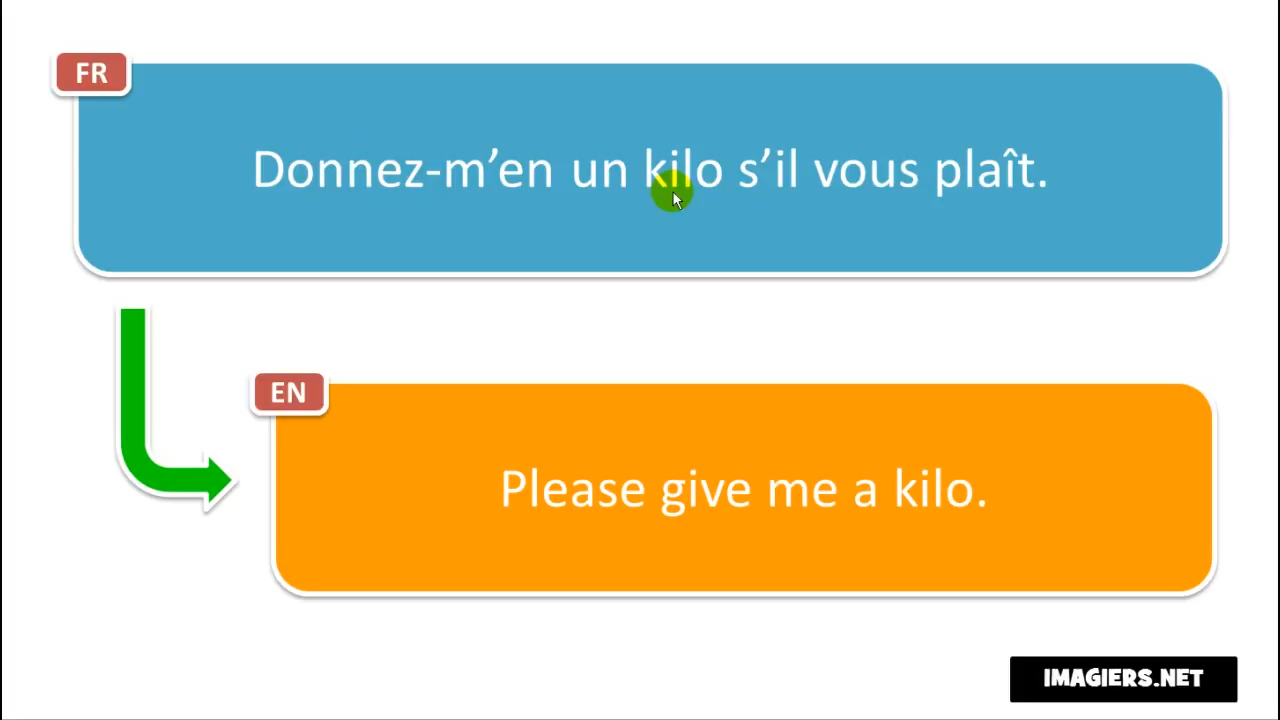 FR
Donnez-m’en un kilo s’il vous plaît.
EN
Please give me a kilo.
IMAGIERS.NET